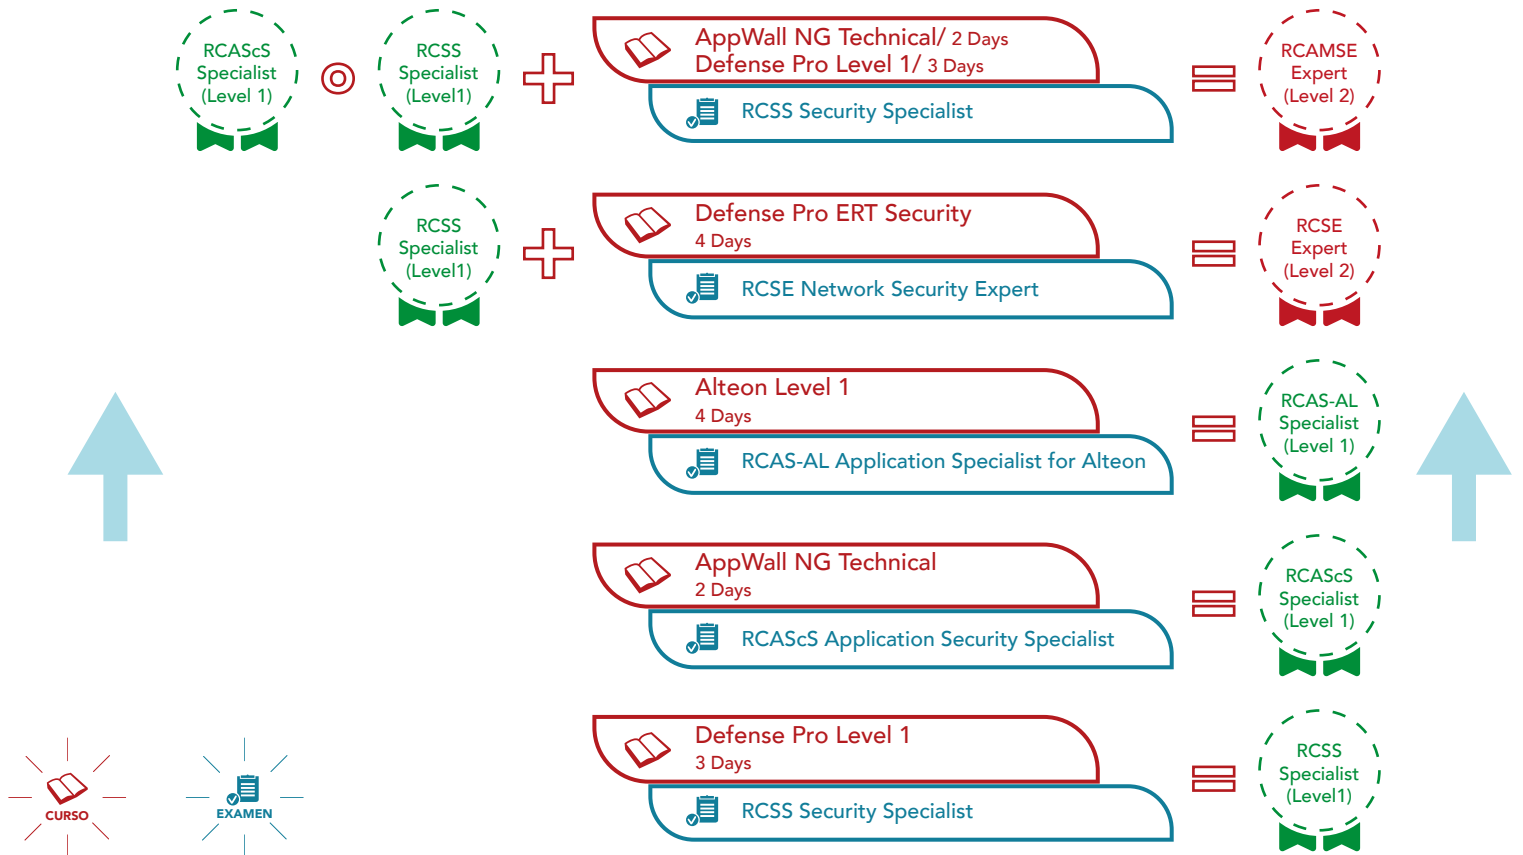 RCAScS
Specialist
(Level 1)
O
RCSS
Specialist
(Level1)
AppWall NG Technical/ 2 Days
Defense Pro Level 1/ 3 Days
RCSS Security Specialist
RCAMSE
Expert
(Level 2)
RCSS
Specialist
(Level1)
Defense Pro ERT Security
4 Days
RCSE Network Security Expert
RCSE
Expert
(Level 2)
Alteon Level 1
4 Days
RCAS-AL Application Specialist for Alteon
RCAS-AL
Specialist
(Level 1)
AppWall NG Technical
2 Days
RCAScS Application Security Specialist
RCAScS
Specialist
(Level 1)
Defense Pro Level 1
3 Days
RCSS Security Specialist
RCSS
Specialist
(Level1)
CURSO
EXAMEN